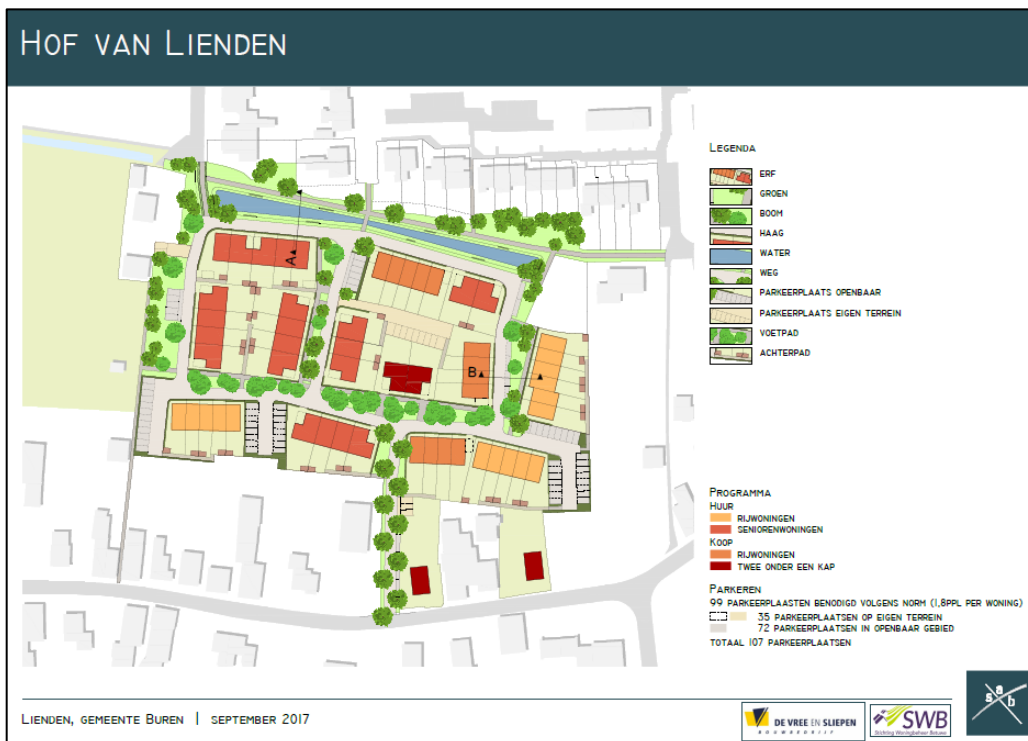 HOF VAN LIENDEN
LEGENDA
ERF
GROEN
BOOM
HAAG
WATER
WEG
PARKEERPLAATS OPENBAAR
PARKEERPLAATS EIGEN TERREIN
VOETPAD
ACHTERPAD
A
B
PROGRAMMA
HUUR
RIJWONINGEN
SENIORENWONINGEN
KOOP
RIJWONINGEN
TWEE ONDER EEN KAP
PARKEREN
99 PARKEERPLAASTEN BENODIGD VOLGENS NORM (1,8PPL PER WONING)
35 PARKEERPLAATSEN OP EIGEN TERREIN
72 PARKEERPLAATSEN IN OPENBAAR GEBIED
TOTAAL 107 PARKEERPLAATSEN
LIENDEN, GEMEENTE BUREN | SEPTEMBER 2017
DE VREE EN SLIEPEN
BOUWBEDRIJF
SWB
Stichting Woningbeheer Betuwe
sab